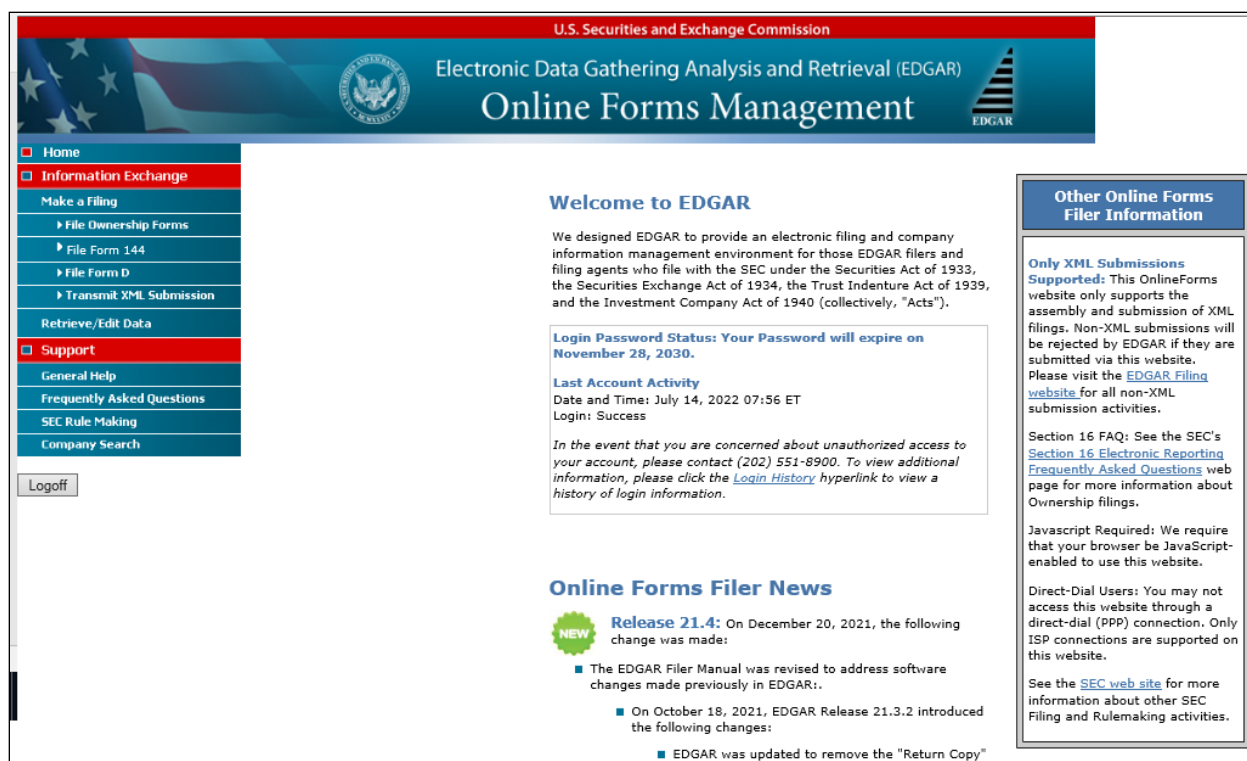 U.S. Securities and Exchange Commission
Electronic Data Gathering Analysis and Retrieval (EDGAR)
Online Forms Management
EDGAR
Home
Information Exchange
Make a Filing
File Ownership Forms
File Form 144
File Form D
Transmit XML Submission
Retrieve/Edit Data
Support
General Help
Frequently Asked Questions
SEC Rule Making
Company Search
Logoff
Welcome to EDGAR
We designed EDGAR to provide an electronic filing and company
information management environment for those EDGAR filers and
filing agents who file with the SEC under the Securities Act of 1933,
the Securities Exchange Act of 1934, the Trust Indenture Act of 1939,
and the Investment Company Act of 1940 (collectively, "Acts").
Login Password Status: Your Password will expire on
November 28, 2030.
Last Account Activity
Date and Time: July 14, 2022 07:56 ET
Login: Success
In the event that you are concerned about unauthorized access to
your account, please contact (202) 551-8900. To view additional
information, please click the Login History hyperlink to view a
history of login information.
Online Forms Filer News
NEW
Release 21.4: On December 20, 2021, the following
change was made:
The EDGAR Filer Manual was revised to address software
changes made previously in EDGAR:.
On October 18, 2021, EDGAR Release 21.3.2 introduced
the following changes:
EDGAR was updated to remove the "Return Copy"
Other Online Forms
Filer Information
Only XML Submissions
Supported: This OnlineForms
website only supports the
assembly and submission of XML
filings. Non-XML submissions will
be rejected by EDGAR if they are
submitted via this website.
Please visit the EDGAR Filing
website for all non-XML
submission activities.
Section 16 FAQ: See the SEC's
Section 16 Electronic Reporting
Frequently Asked Questions web
page for more information about
Ownership filings.
Javascript Required: We require
that your browser be JavaScript-
enabled to use this website.
Direct-Dial Users: You may not
access this website through a
direct-dial (PPP) connection. Only
ISP connections are supported on
this website.
See the SEC web site for more
information about other SEC
Filing and Rulemaking activities.